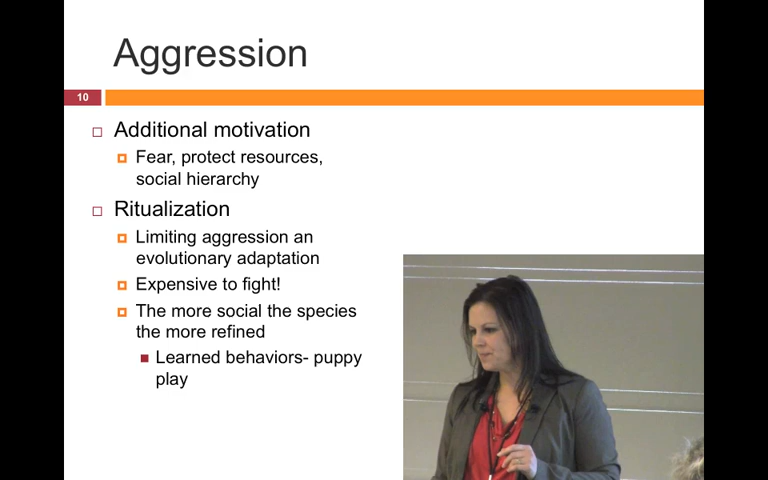 Aggression
10
Additional motivation
Fear, protect resources,
social hierarchy
Ritualization
Limiting aggression an
evolutionary adaptation
Expensive to fight!
The more social the species
the more refined
Learned behaviors- puppy
play